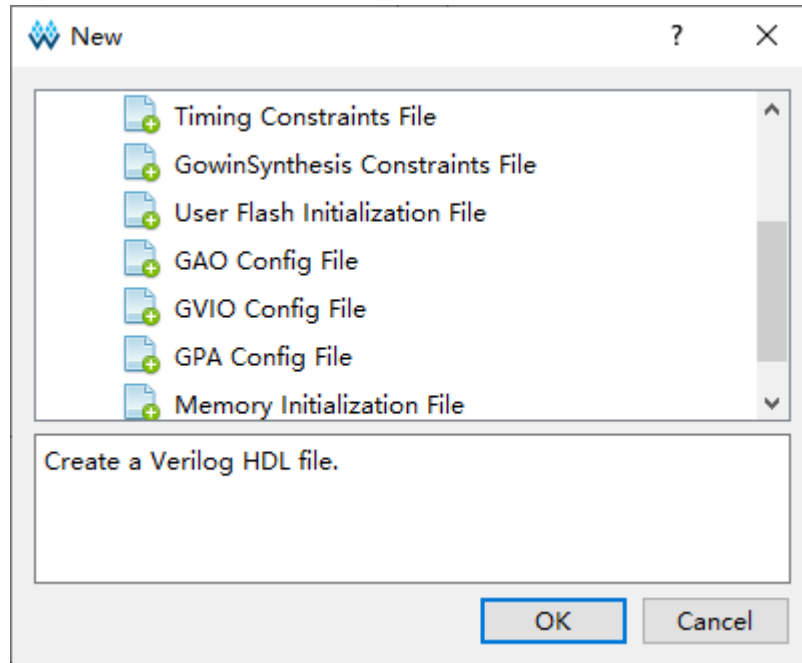 New
?
Timing Constraints File
GowinSynthesis Constraints File
User Flash Initialization File
GAO Config File
GVIO Config File
GPA Config File
Memory Initialization File
Create a Verilog HDL file.
OK Cancel